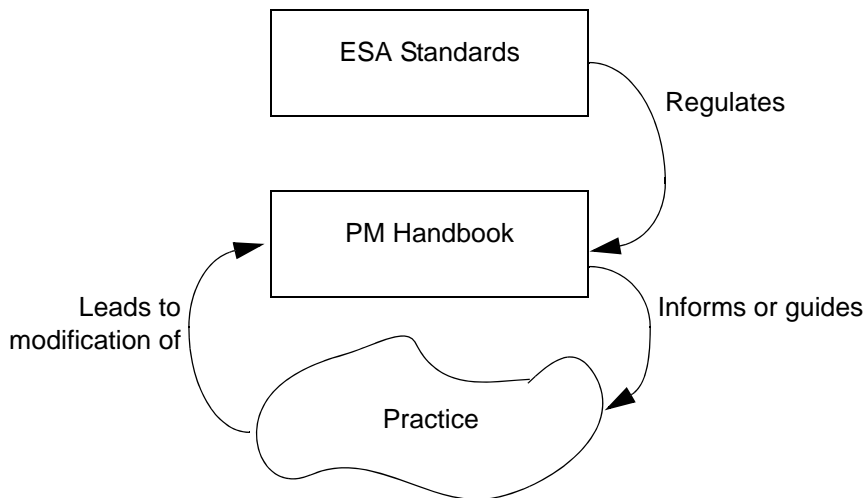 ESA Standards
Regulates
PM Handbook
Leads to
modification of
Informs or guides
Practice